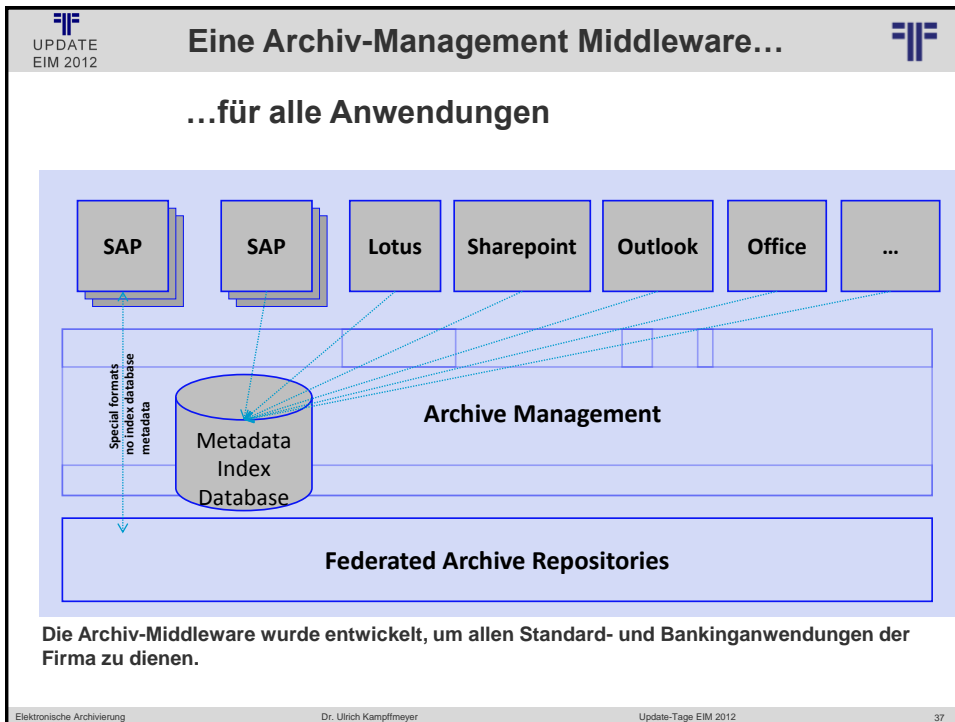 UPDATE
EIM 2012
Eine Archiv-Management Middleware…
…für alle Anwendungen
SAP
SAP
Lotus
Sharepoint
Outlook
Office
…
Special formats
no index database
metadata
Metadata
Index
Database
Archive Management
Federated Archive Repositories
Die Archiv-Middleware wurde entwickelt, um allen Standard- und Bankinganwendungen der
Firma zu dienen.
Elektronische Archivierung
Dr. Ulrich Kampffmeyer
Update-Tage EIM 2012
37